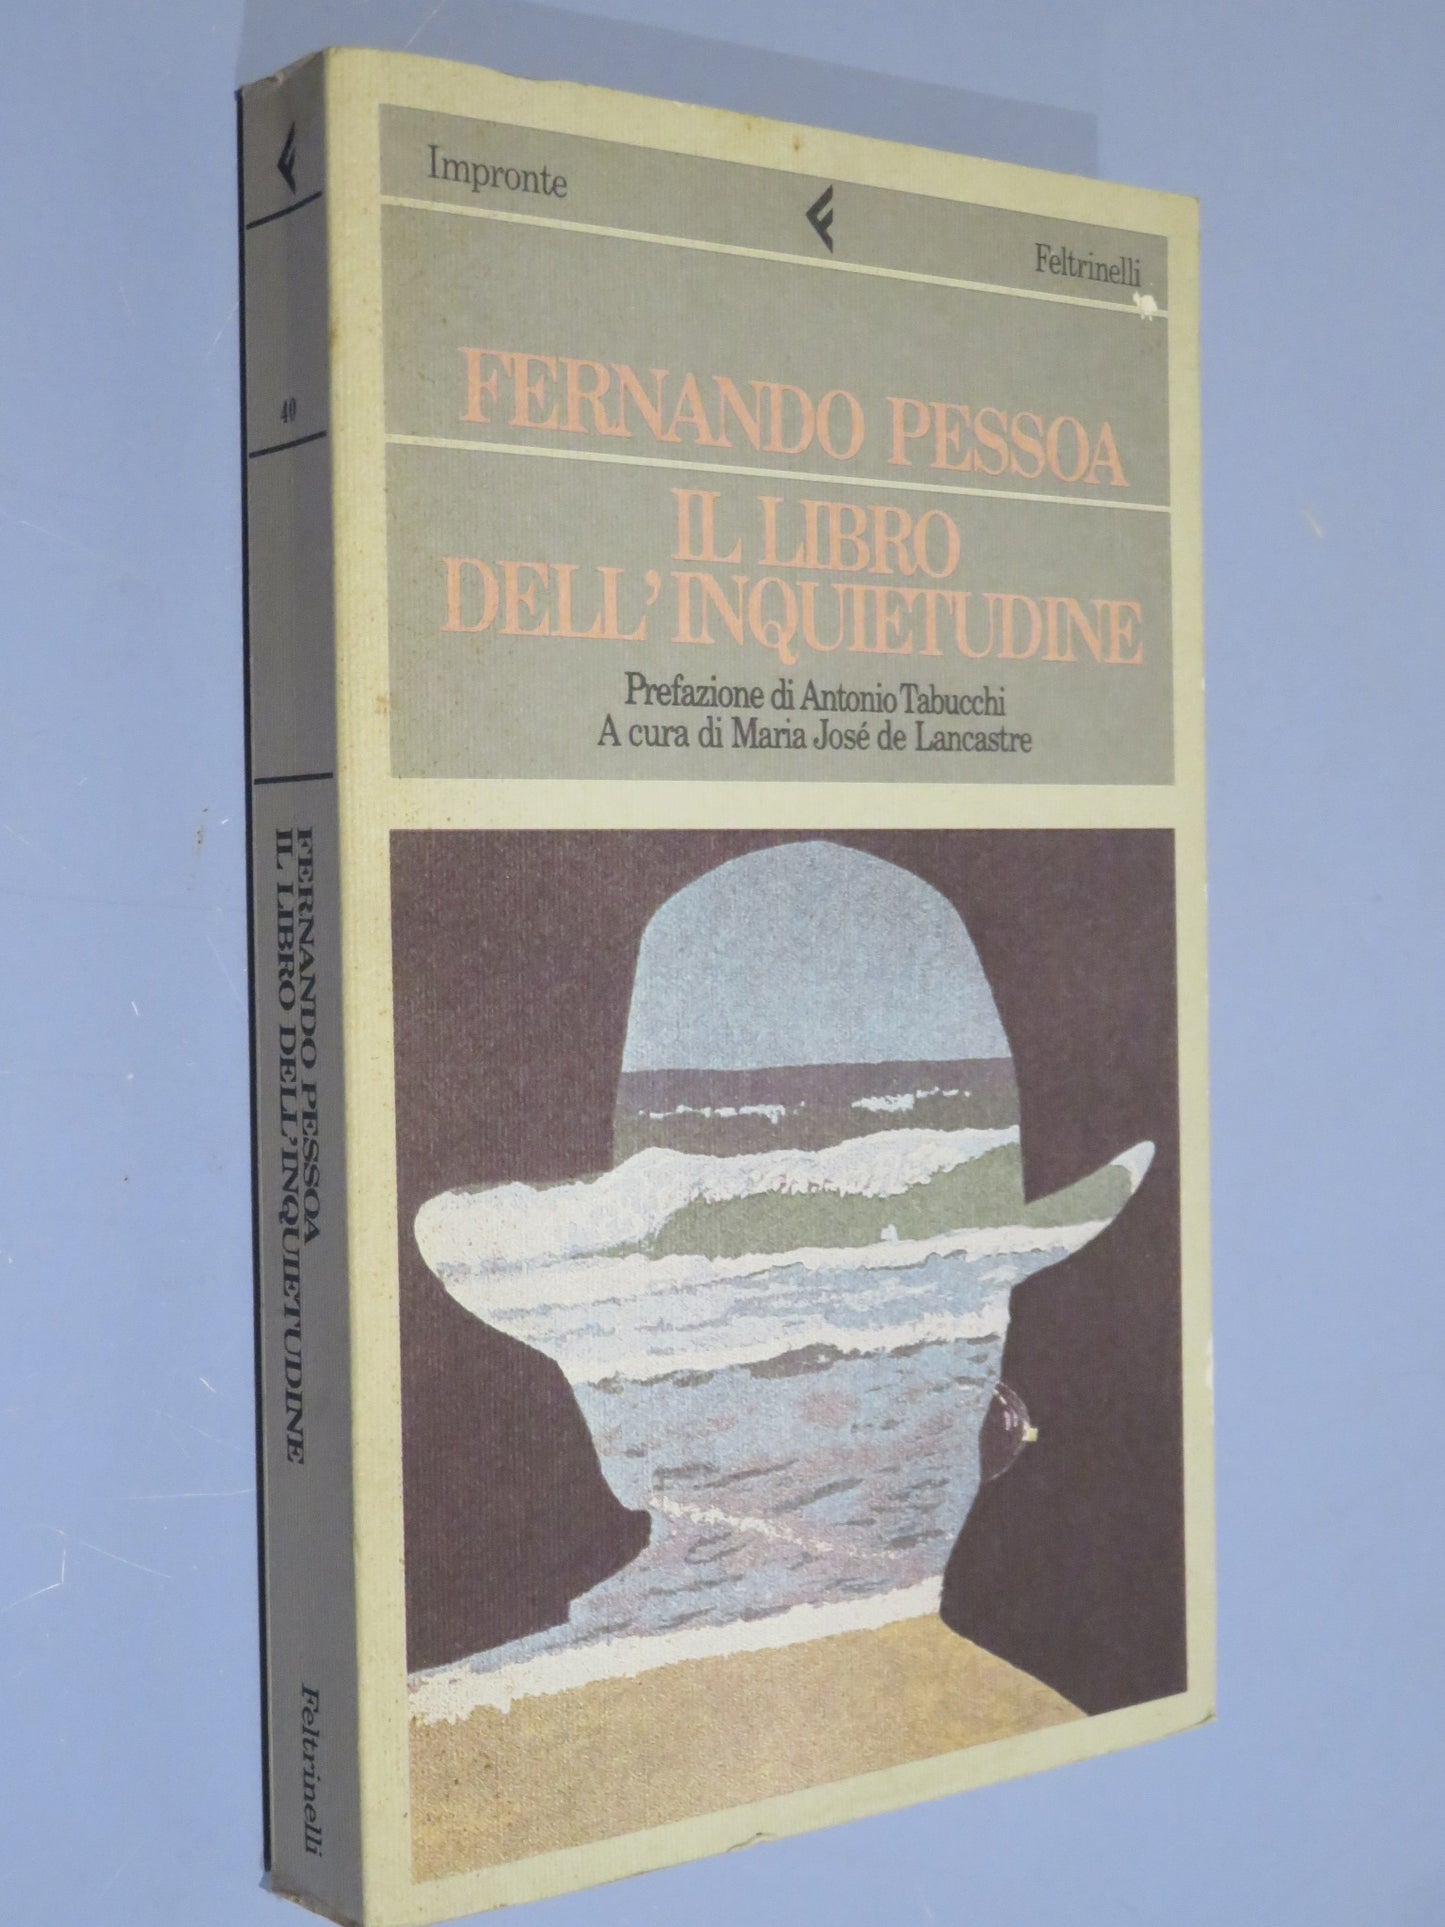 Impronte
Feltrinelli
FERNANDO PESSOA
IL LIBRO
DELL'INQUIETUDINE
Prefazione di Antonio Tabucchi
A cura di Maria José de Lancastre
40
FERNANDO PESSOA
IL LIBRO DELL'INQUIETUDINE
Feltrinelli